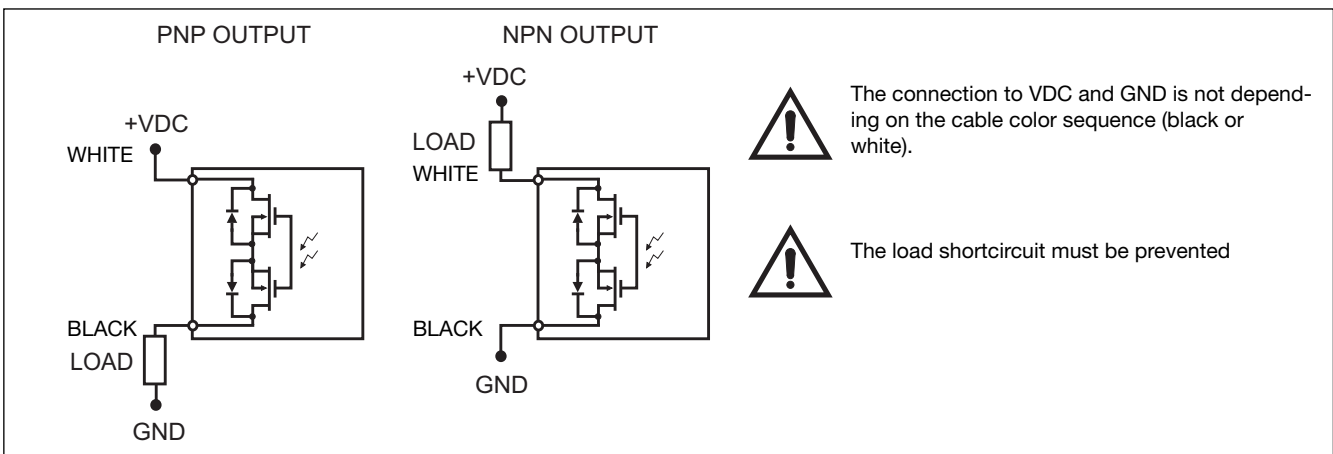 PNP OUTPUT
+VDC
WHITE
BLACK
LOAD
GND
NPN OUTPUT
+VDC
LOAD
WHITE
BLACK
GND
The connection to VDC and GND is not depend-
ing on the cable color sequence (black or
white).
The load shortcircuit must be prevented